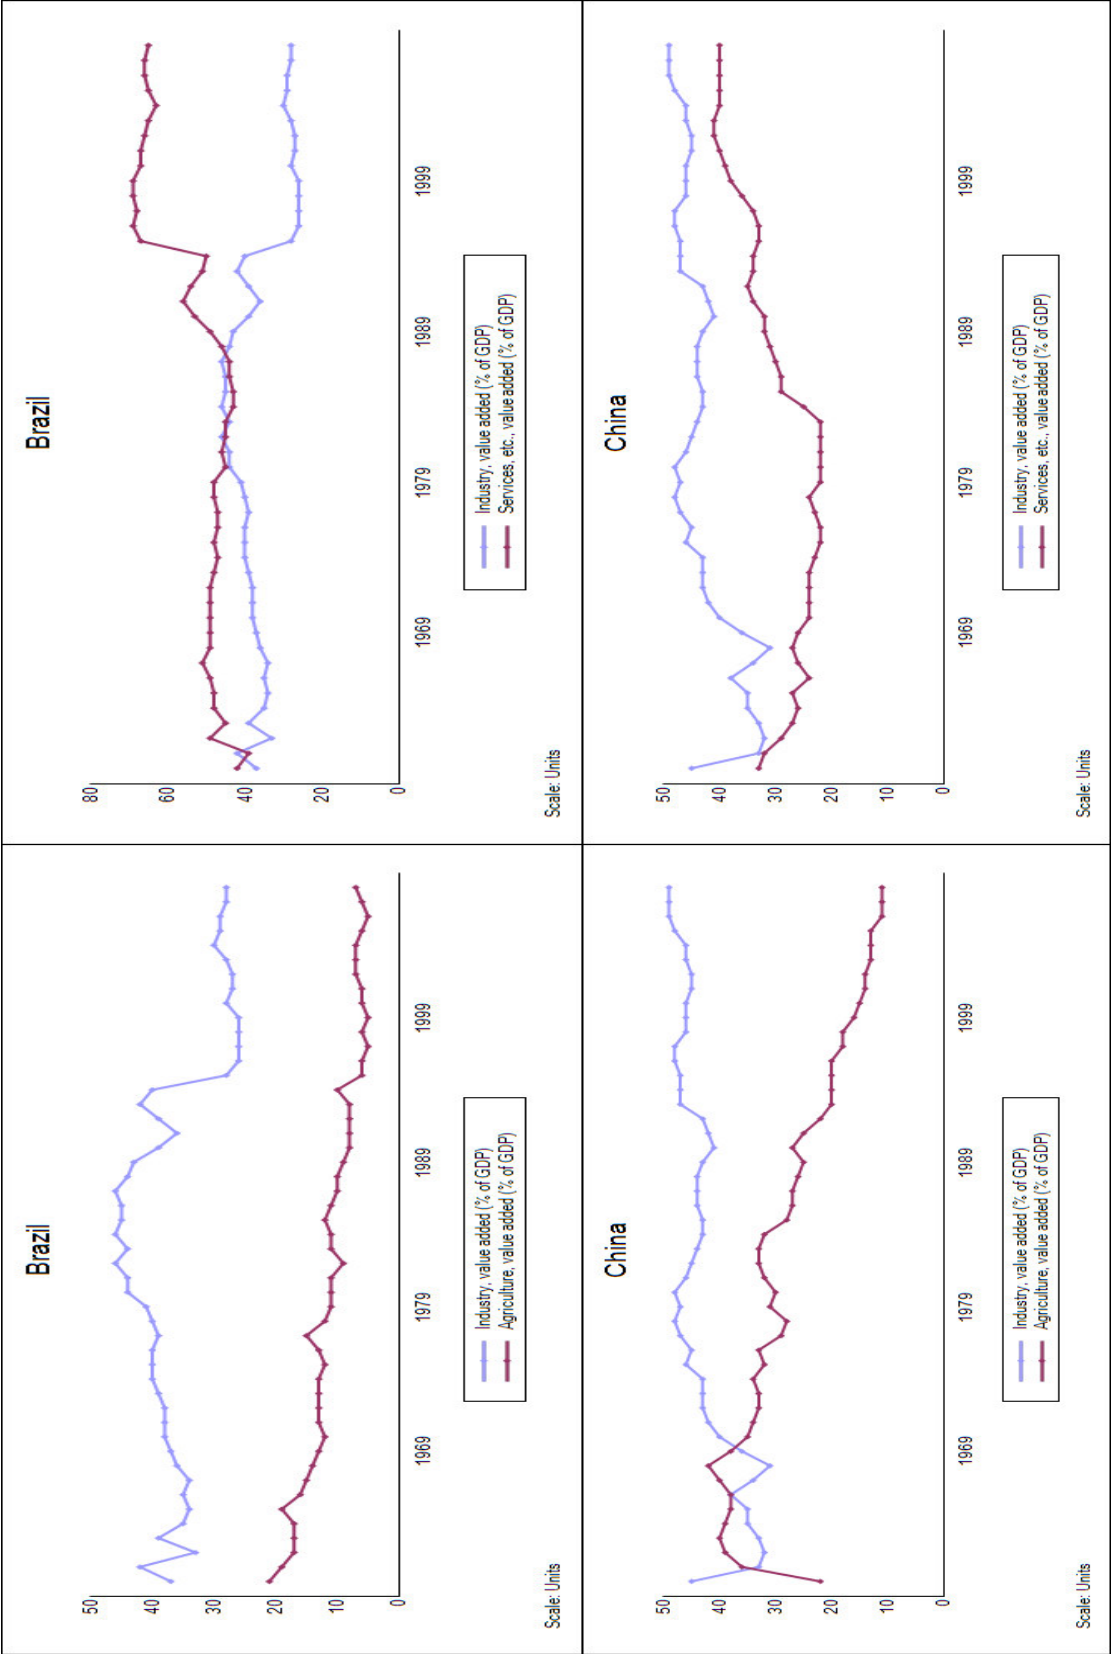 Brazil
50
40
30
20
10
0
1969 1979 1989 1999
Industry, value added (% of GDP)
Agriculture, value added (% of GDP)
Scale: Units
Brazil
80
60
40
20
0
1969 1979 1989 1999
Industry, value added (% of GDP)
Services, etc., value added (% of GDP)
Scale: Units
China
50
40
30
20
10
0
1969 1979 1989 1999
Industry, value added (% of GDP)
Agriculture, value added (% of GDP)
Scale: Units
China
50
40
30
20
10
0
1969 1979 1989 1999
Industry, value added (% of GDP)
Services, etc., value added (% of GDP)
Scale: Units